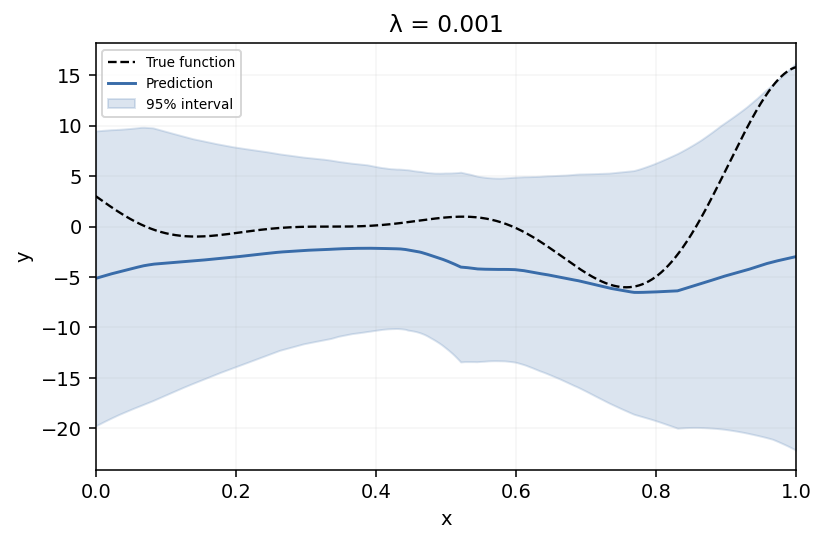 λ = 0.001
True function
Prediction
95% interval
15
10
5
0
−5
−10
−15
−20
y
0.0 0.2 0.4 0.6 0.8 1.0
x